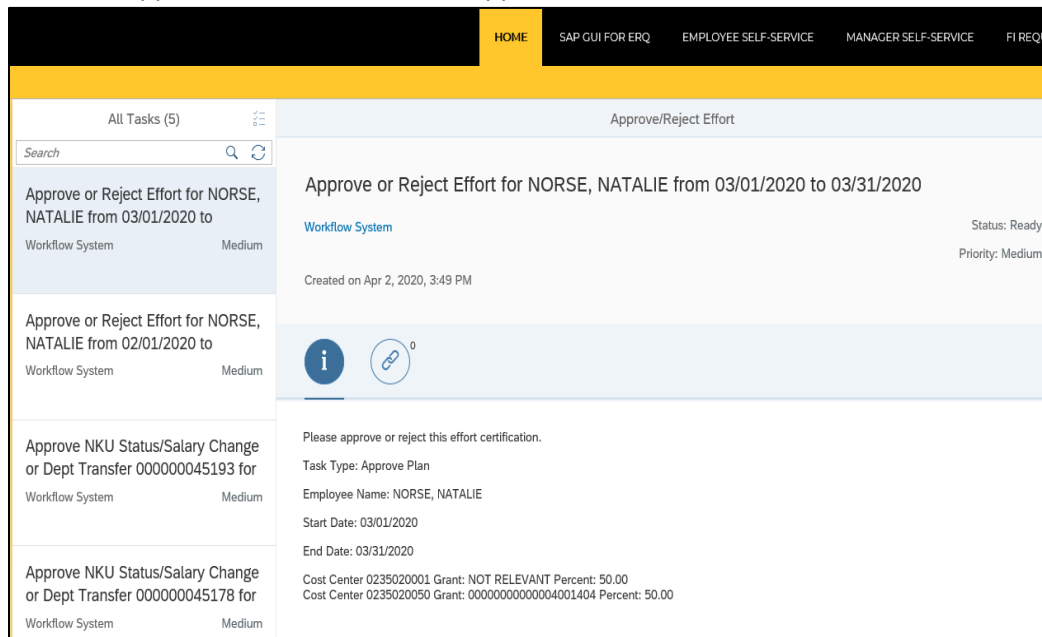 HOME SAP GUI FOR ERQ EMPLOYEE SELF-SERVICE MANAGER SELF-SERVICE FI REQU
All Tasks (5)
Search
Approve or Reject Effort for NORSE,
NATALIE from 03/01/2020 to
Workflow System Medium
Approve or Reject Effort for NORSE,
NATALIE from 02/01/2020 to
Workflow System Medium
Approve NKU Status/Salary Change
or Dept Transfer 000000045193 for
Workflow System Medium
Approve NKU Status/Salary Change
or Dept Transfer 000000045178 for
Workflow System Medium
Approve/Reject Effort
Approve or Reject Effort for NORSE, NATALIE from 03/01/2020 to 03/31/2020
Workflow System
Status: Ready
Priority: Medium
Created on Apr 2, 2020, 3:49 PM
i 0
Please approve or reject this effort certification.
Task Type: Approve Plan
Employee Name: NORSE, NATALIE
Start Date: 03/01/2020
End Date: 03/31/2020
Cost Center 0235020001 Grant: NOT RELEVANT Percent: 50.00
Cost Center 0235020050 Grant: 00000000000004001404 Percent: 50.00